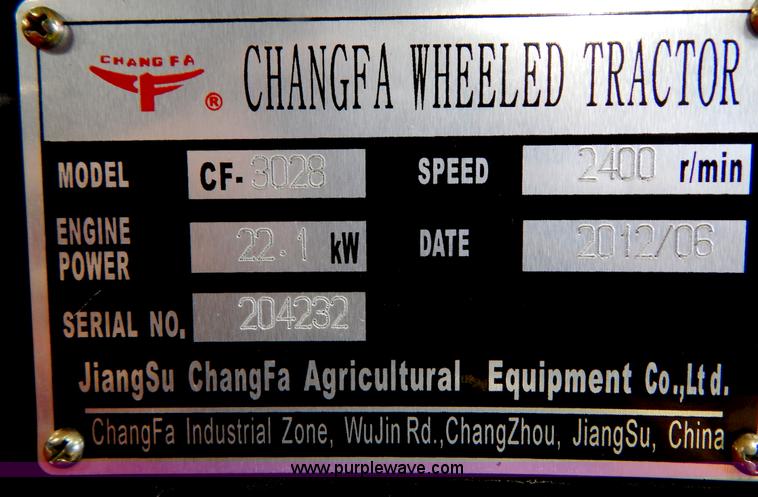 CHANG FA
® CHANGFA WHEELED TRACTOR
MODEL CF-3028 SPEED 2400 r/min
ENGINE POWER 22.1 kW DATE 2012/06
SERIAL NO. 204232
JiangSu ChangFa Agricultural Equipment Co.,Ltd.
ChangFa Industrial Zone, WuJin Rd.,ChangZhou, JiangSu, China
www.purplewave.com